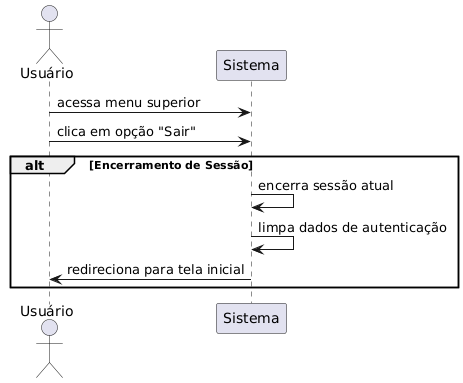 Usuário
Sistema
acessa menu superior
clica em opção "Sair"
alt [Encerramento de Sessão]
encerra sessão atual
limpa dados de autenticação
redireciona para tela inicial
Usuário
Sistema